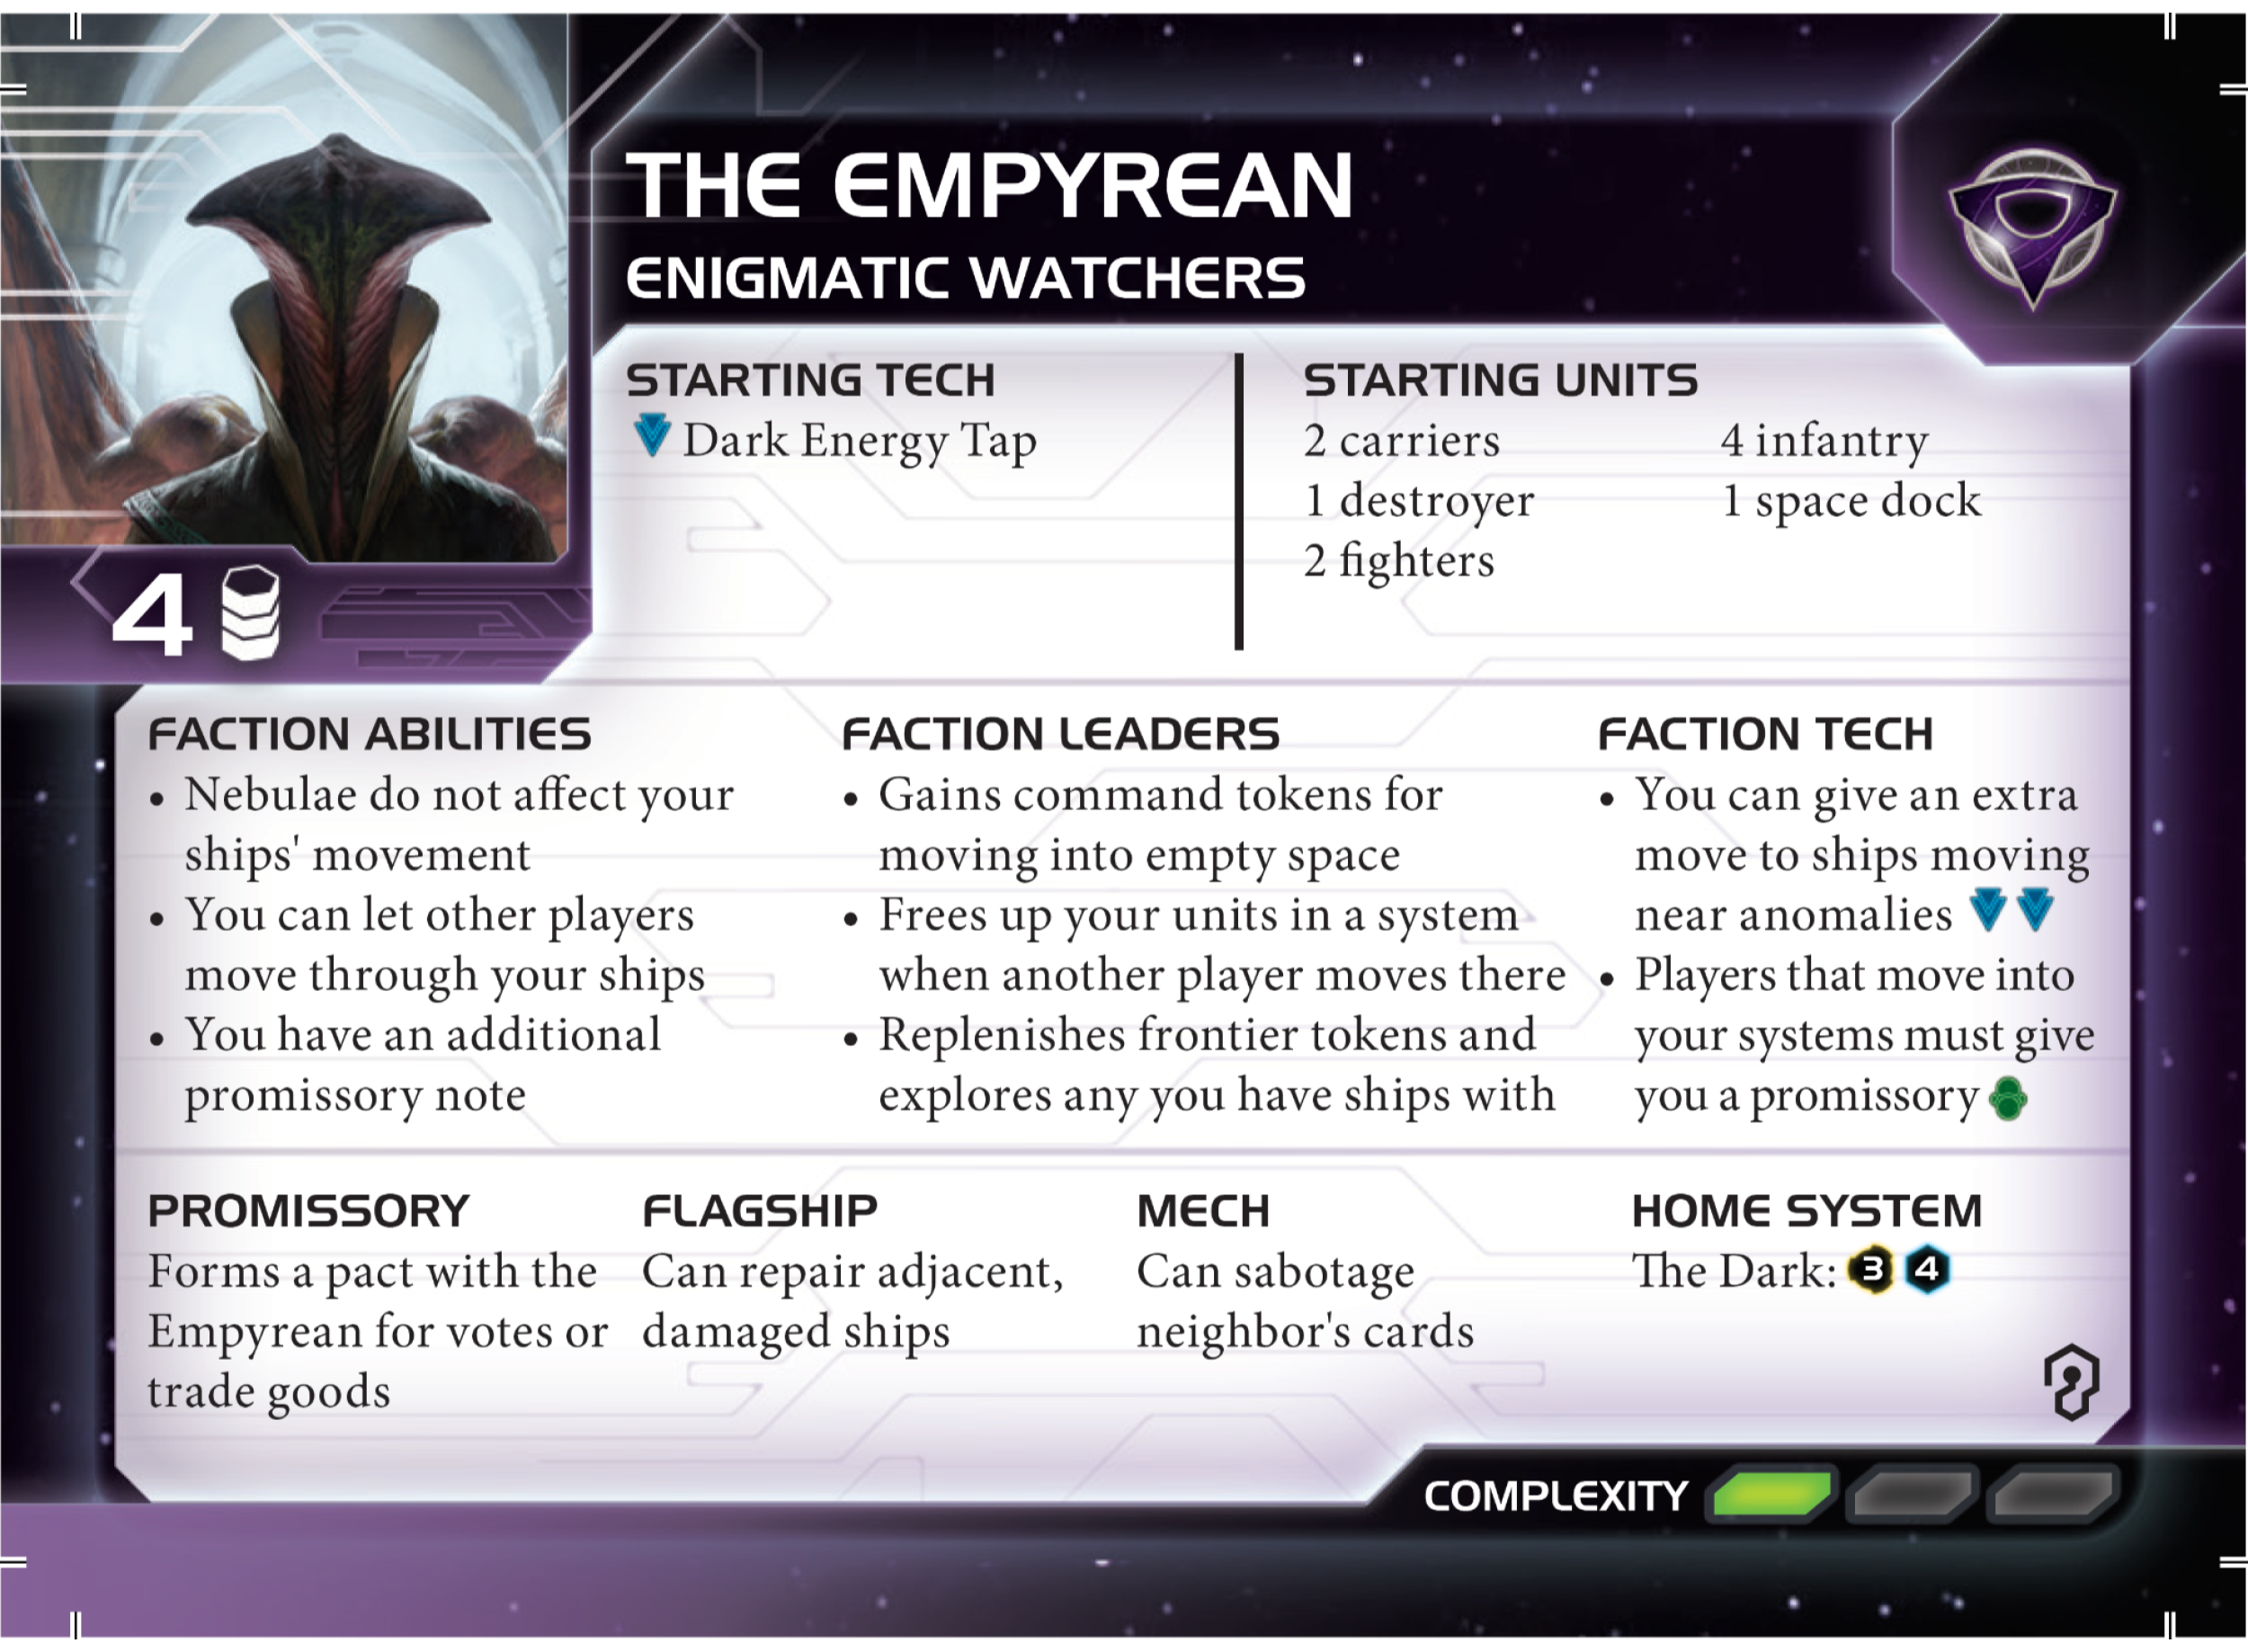 THE EMPYREAN
ENIGMATIC WATCHERS
4
STARTING TECH
Dark Energy Tap
STARTING UNITS
2 carriers
1 destroyer
2 fighters
4 infantry
1 space dock
FACTION ABILITIES
• Nebulae do not affect your
ships' movement
• You can let other players
move through your ships
• You have an additional
promissory note
FACTION LEADERS
• Gains command tokens for
moving into empty space
• Frees up your units in a system
when another player moves there
• Replenishes frontier tokens and
explores any you have ships with
FACTION TECH
• You can give an extra
move to ships moving
near anomalies
• Players that move into
your systems must give
you a promissory
PROMISSORY
Forms a pact with the
Empyrean for votes or
trade goods
FLAGSHIP
Can repair adjacent,
damaged ships
MECH
Can sabotage
neighbor's cards
HOME SYSTEM
The Dark: 3 4
COMPLEXITY